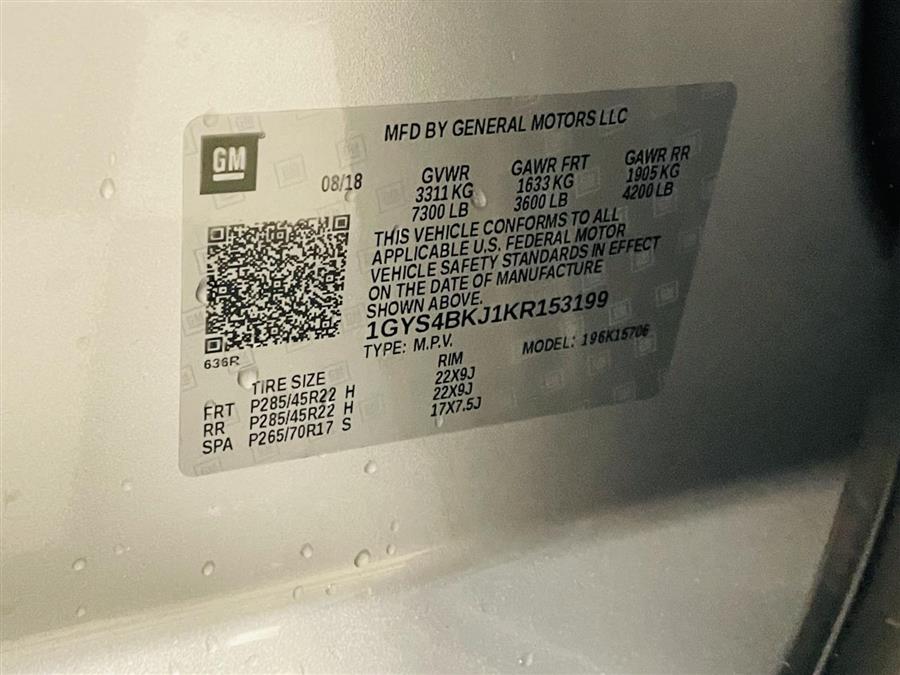 MFD BY GENERAL MOTORS LLC
GM
08/18
GVWR GAWR FRT GAWR RR
3311 KG 1633 KG 1905 KG
7300 LB 3600 LB 4200 LB
THIS VEHICLE CONFORMS TO ALL
APPLICABLE U.S. FEDERAL MOTOR
VEHICLE SAFETY STANDARDS IN EFFECT
ON THE DATE OF MANUFACTURE
SHOWN ABOVE.
1GYS4BKJ1KR153199
TYPE: M.P.V. MODEL: 196K15706
636R
TIRE SIZE RIM
FRT P285/45R22 H 22X9J
RR P285/45R22 H 22X9J
SPA P265/70R17 S 17X7.5J